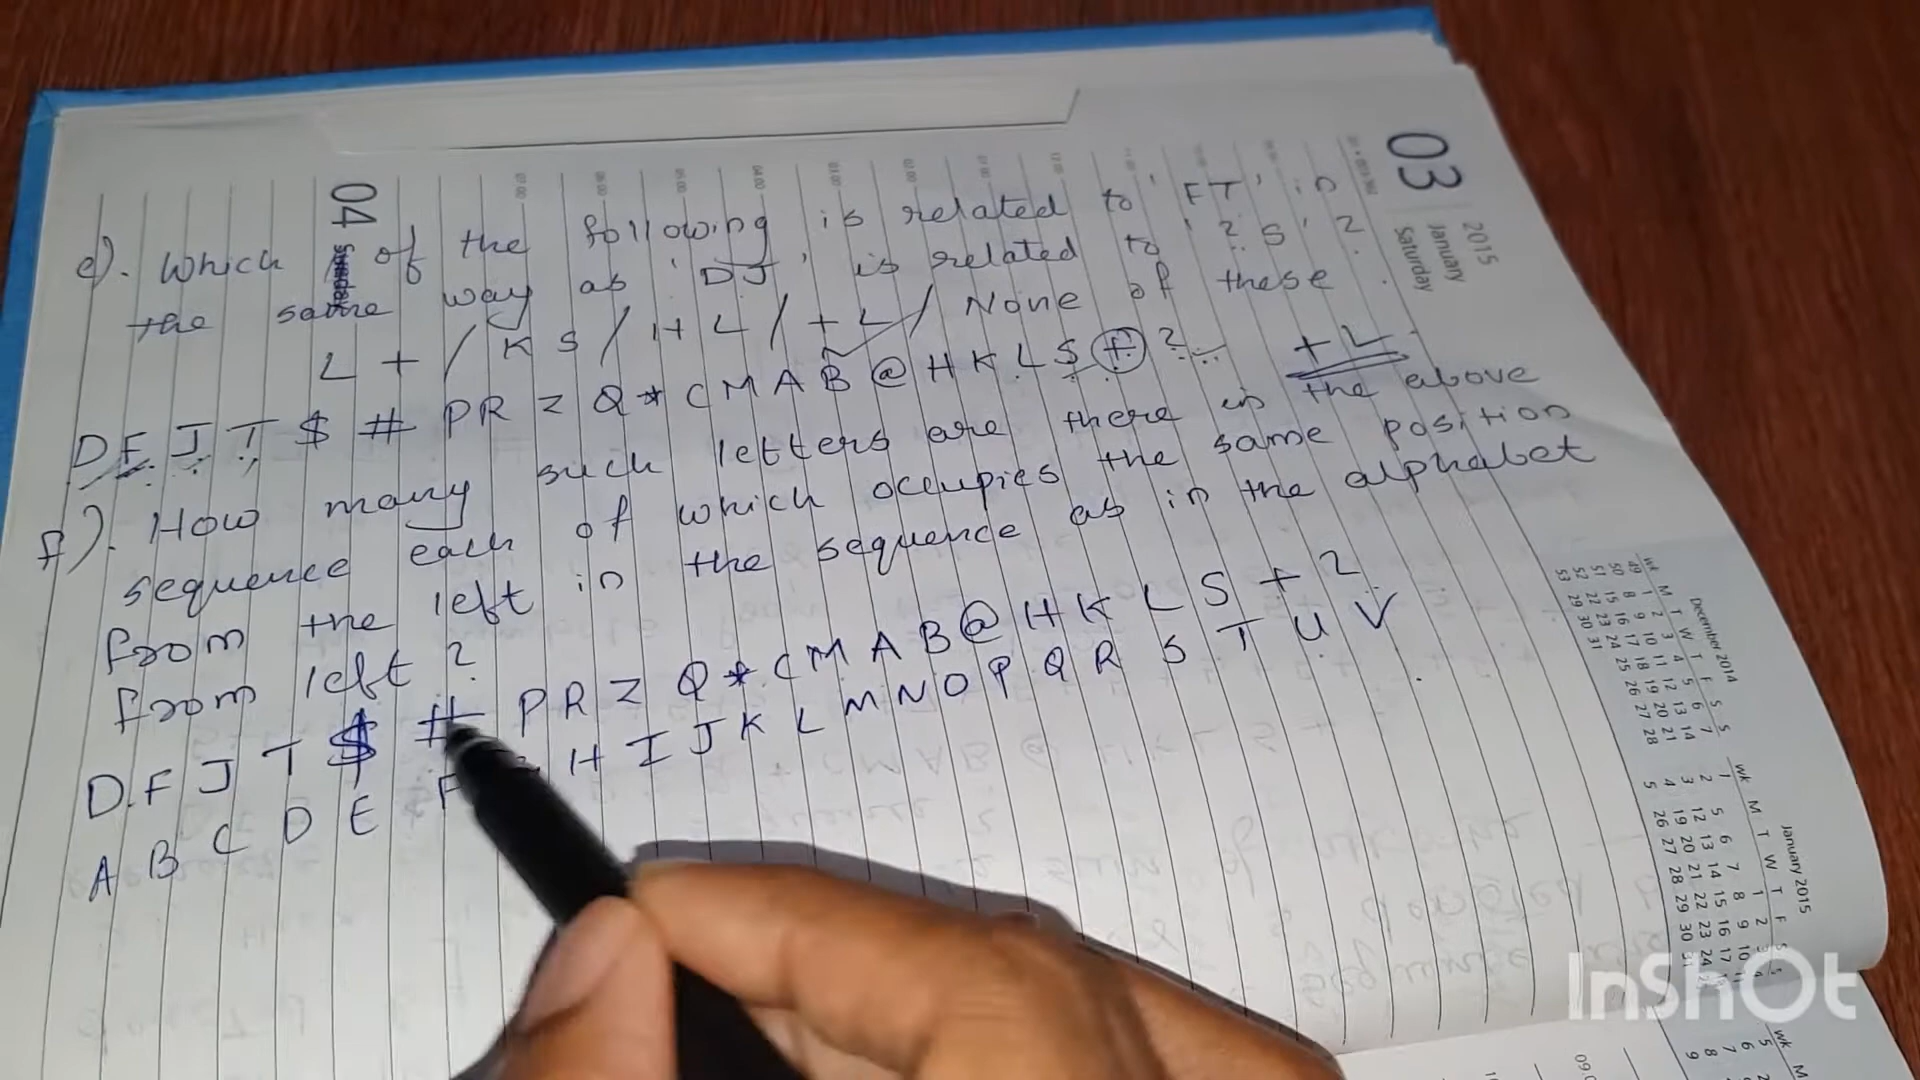 e). Which of the following is related to 'FT' in
the same way as 'DJ' is related to '?S'?
L + / K S / H L / + L / None of these
D F J T $ # P R Z Q * C M A B @ H K L S + ?
+ L
f). How many such letters are there in the above
sequence each of which occupies the same position
from the left in the sequence as in the alphabet
from left?
D F J T $ # P R Z Q * C M A B @ H K L S + 2
A B C D E F H I J K L M N O P Q R S T U V
03
2015
January
Saturday
04
December 2014
January 2015
InShOt